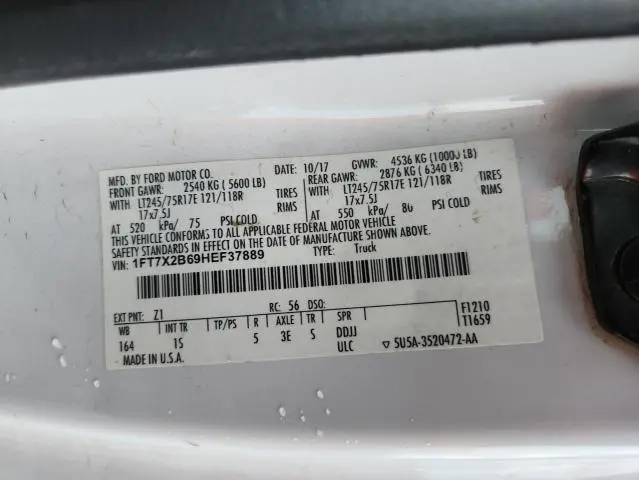 MFD. BY FORD MOTOR CO.
DATE: 10/17 GVWR: 4536 KG (10000 LB)
FRONT GAWR: 2540 KG ( 5600 LB) REAR GAWR: 2876 KG ( 6340 LB)
WITH LT245/75R17E 121/118R TIRES WITH LT245/75R17E 121/118R TIRES
17x7.5J RIMS 17x7.5J RIMS
AT 520 kPa/ 75 PSI COLD AT 550 kPa/ 80 PSI COLD
THIS VEHICLE CONFORMS TO ALL APPLICABLE FEDERAL MOTOR VEHICLE
SAFETY STANDARDS IN EFFECT ON THE DATE OF MANUFACTURE SHOWN ABOVE.
VIN: 1FT7X2B69HEF37889 TYPE: Truck
EXT PNT: Z1 RC: 56 DSO:
WB INT TR TP/PS R AXLE TR SPR F1210
164 1S 5 3E S DDJJ T1659
MADE IN U.S.A. ULC ▽ 5U5A-3520472-AA